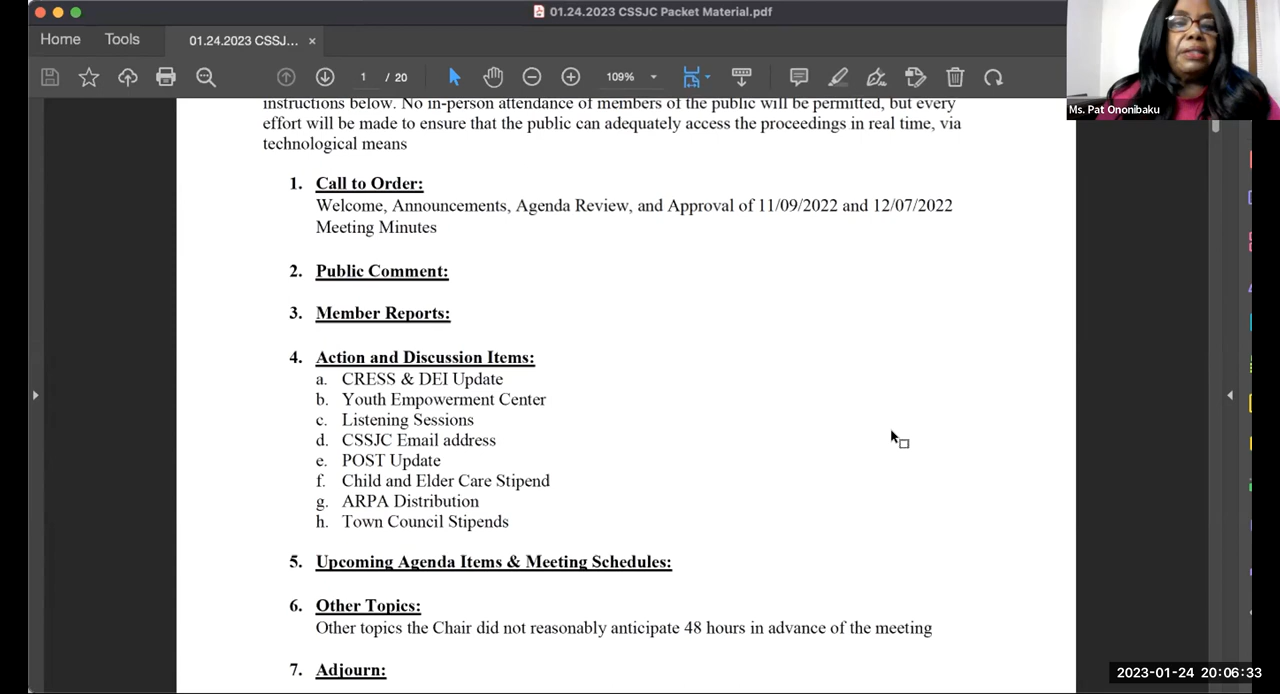 01.24.2023 CSSJC Packet Material.pdf
Home Tools 01.24.2023 CSSJ... ×
1 / 20 109%
Ms. Pat Ononibaku
instructions below. No in-person attendance of members of the public will be permitted, but every
effort will be made to ensure that the public can adequately access the proceedings in real time, via
technological means
1. Call to Order:
Welcome, Announcements, Agenda Review, and Approval of 11/09/2022 and 12/07/2022
Meeting Minutes
2. Public Comment:
3. Member Reports:
4. Action and Discussion Items:
a. CRESS & DEI Update
b. Youth Empowerment Center
c. Listening Sessions
d. CSSJC Email address
e. POST Update
f. Child and Elder Care Stipend
g. ARPA Distribution
h. Town Council Stipends
5. Upcoming Agenda Items & Meeting Schedules:
6. Other Topics:
Other topics the Chair did not reasonably anticipate 48 hours in advance of the meeting
7. Adjourn:
2023-01-24 20:06:33